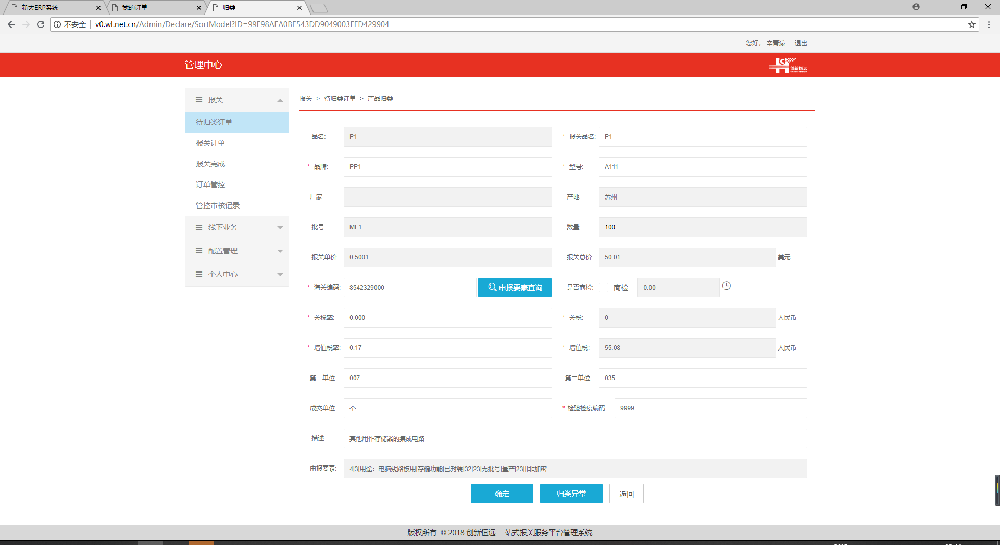 新大ERP系统
我的订单
归类
不安全 v0.wl.net.cn/Admin/Declare/SortModel?ID=99E98AEA0BE543DD9049003FED429904
您好, 辛青濛 退出
管理中心
创新恒远
报关
待归类订单
报关订单
报关完成
订单管控
管控审核记录
线下业务
配置管理
个人中心
报关 > 待归类订单 > 产品归类
品名: P1 * 报关品名: P1
* 品牌: PP1 * 型号: A111
厂家: 产地: 苏州
批号: ML1 数量: 100
报关单价: 0.5001 报关总价: 50.01 美元
* 海关编码: 8542329000 申报要素查询 是否商检: 商检 0.00
* 关税率: 0.000 * 关税: 0 人民币
* 增值税率: 0.17 * 增值税: 55.08 人民币
第一单位: 007 第二单位: 035
成交单位: 个 * 检验检疫编码: 9999
描述: 其他用作存储器的集成电路
申报要素: 4|3|用途：电脑线路板用|存储功能|已封装|32|23|无批号|量产|23|||非加密
确定 归类异常 返回
版权所有: © 2018 创新恒远 一站式报关服务平台管理系统